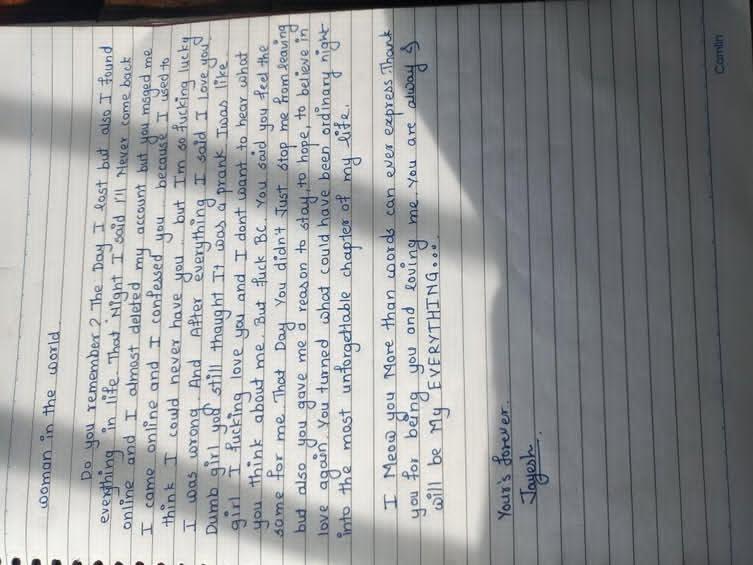 woman in the world
Do you remember? The Day I lost but also I found
everything in life. That Night I said I'll Never come back
online and I almost deleted my account but you msged me
I came online and I confessed you because I used to
think I could never have you but I'm so fucking lucky
I was wrong And After everything I said I love you
Dumb girl you still thaught It was a prank I was like
girl I fucking love you and I dont want to hear what
you think about me. But fuck BC. You said you feel the
same for me. That Day You didn't Just stop me from leaving
but also you gave me a reason to stay, to hope, to believe in
love again. You turned what could have been ordinary night
into the most unforgettable chapter of my life.
I Meow you More than words can ever express Thank
you for being you and loving me. You are alway &
will be My EVERYTHING...
Your's forever.
Jayesh
Camlin